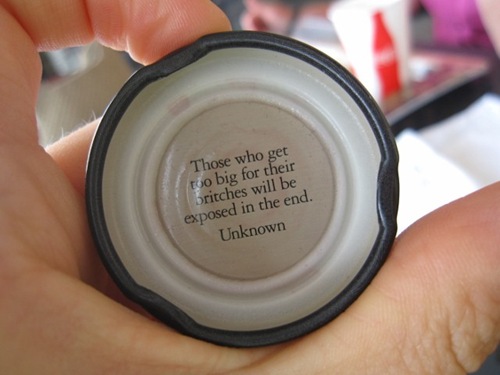 Those who get
too big for their
britches will be
exposed in the end.
Unknown